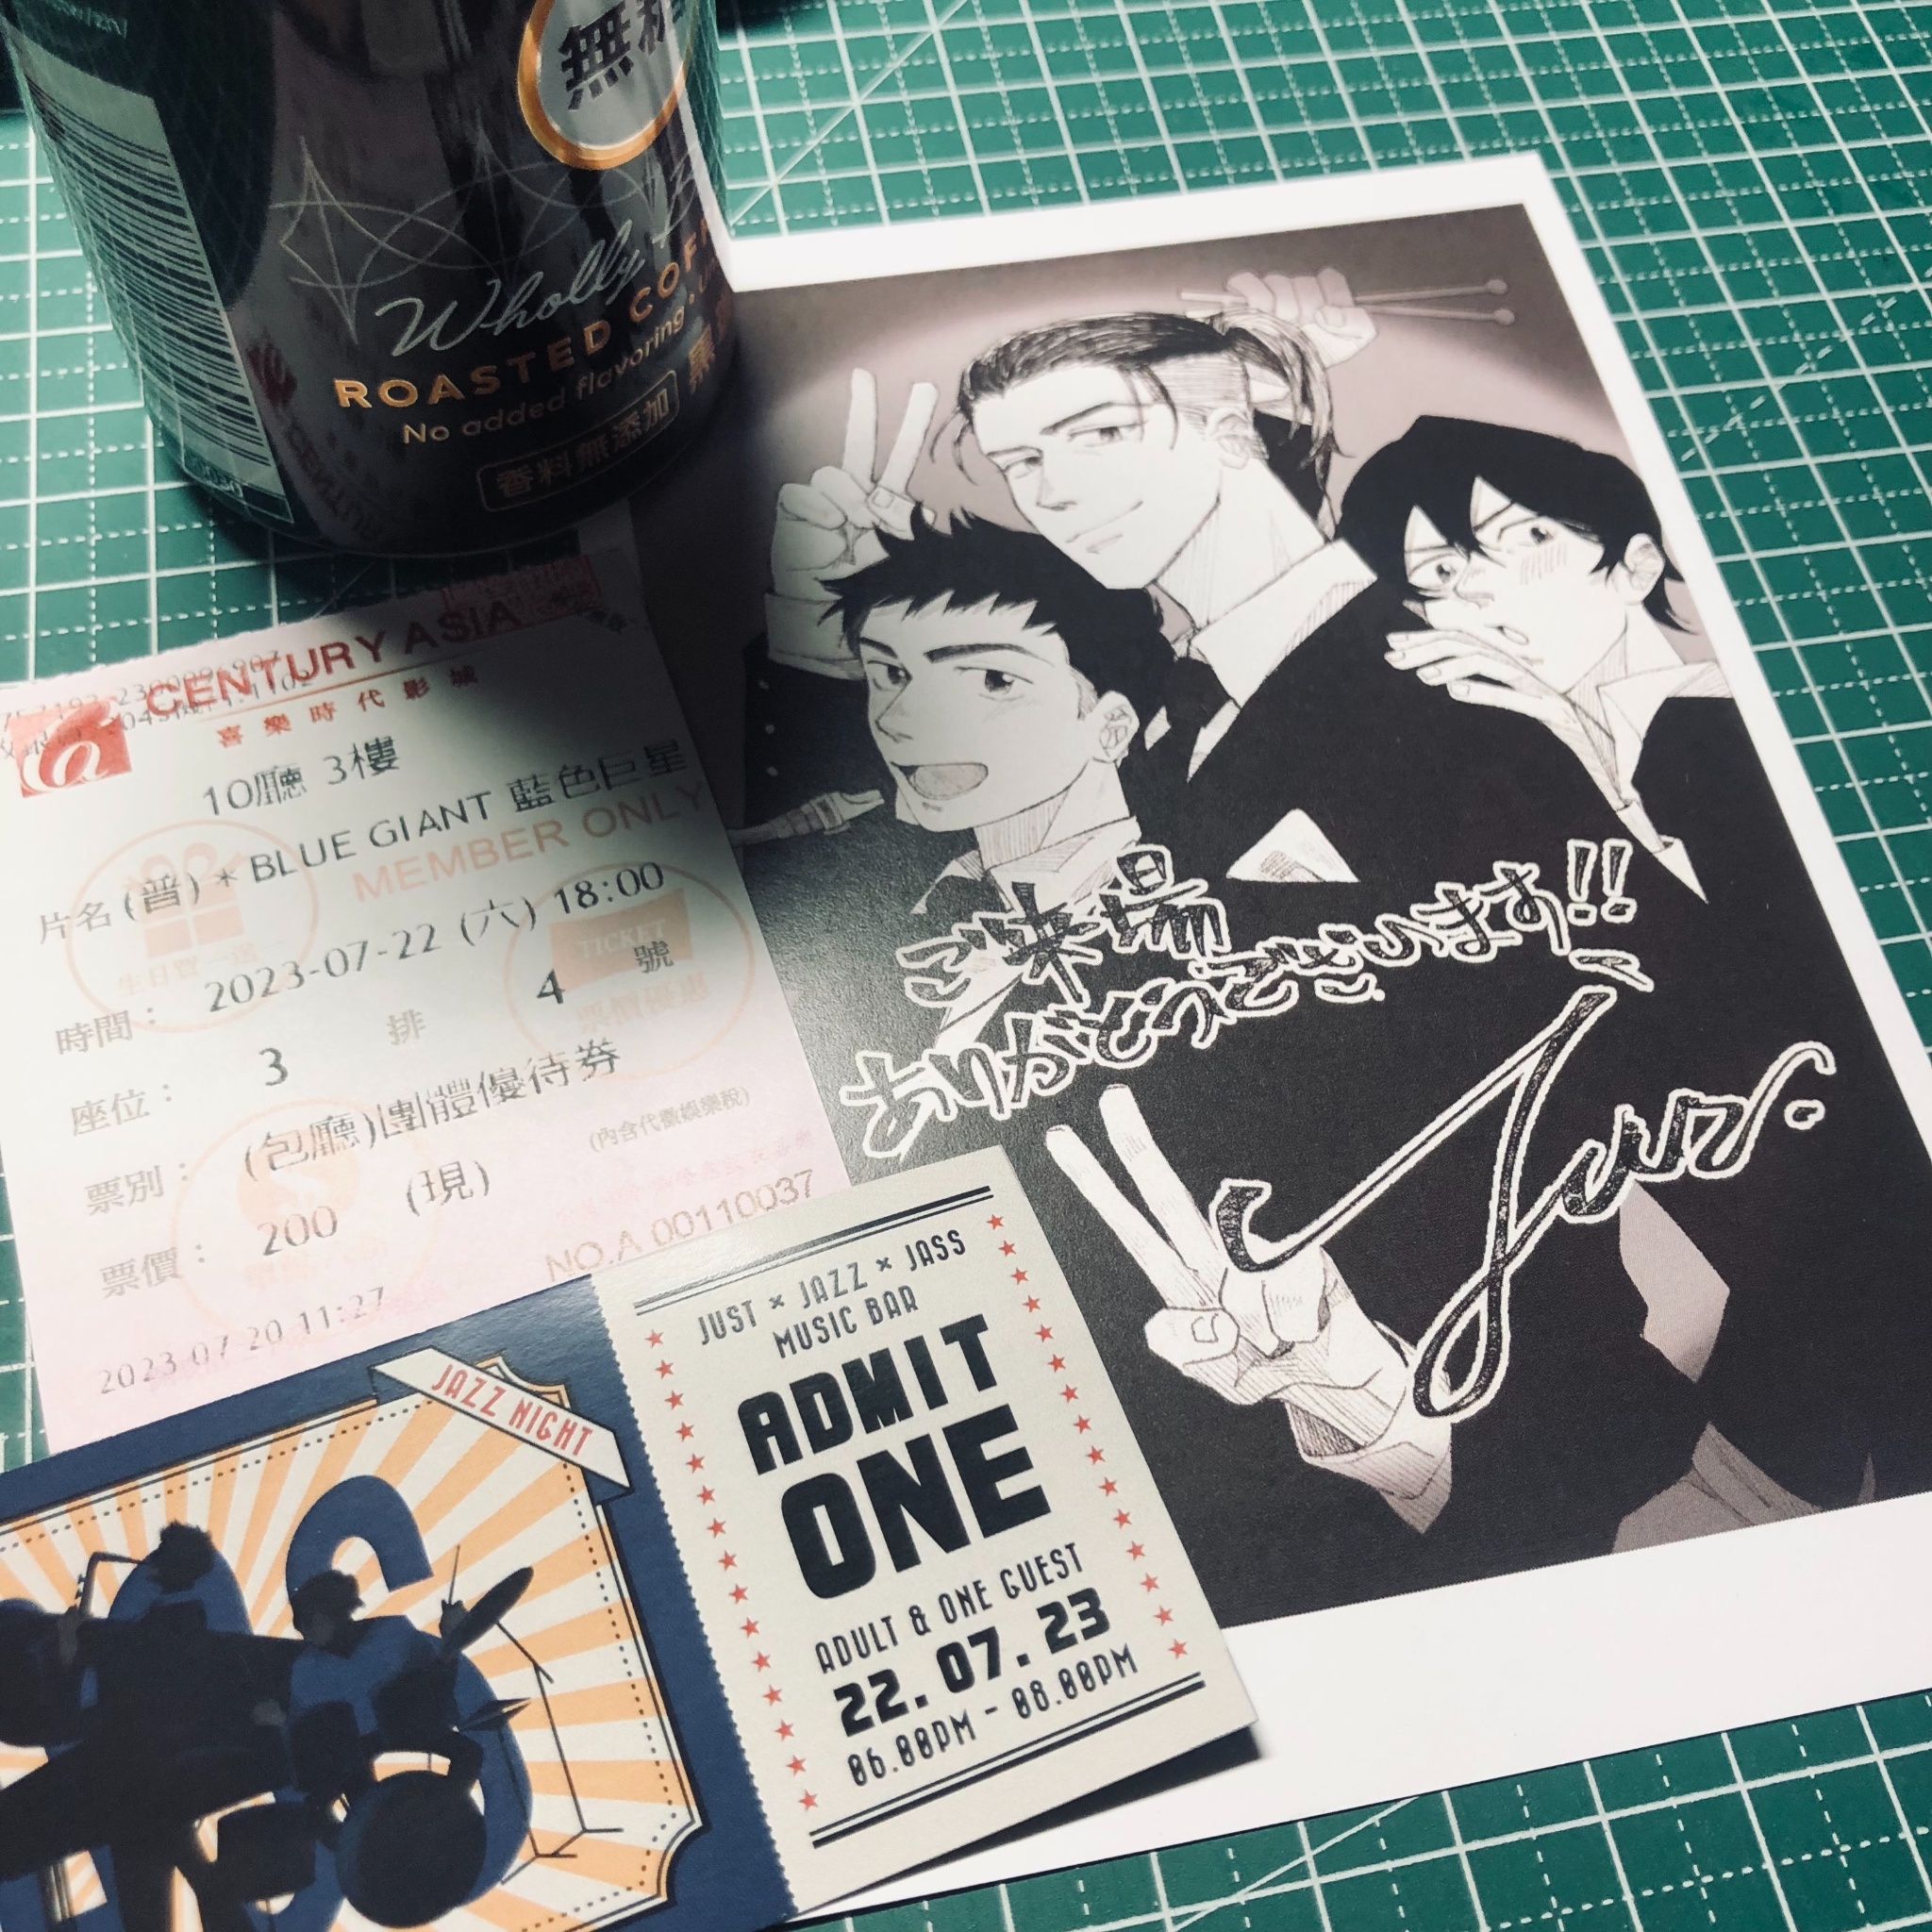 無
Wholly
ROASTED
No added flavoring
香料無添加
CENTURY ASIA
喜樂時代影城
10廳 3樓
片名(普)*BLUE GIANT 藍色巨星
MEMBER ONLY
時間: 2023-07-22 (六) 18:00
座位: 3 排 4 號
票別: (包廳)團體優待券
(內含代徵娛樂稅)
票價: 200 (現)
NO.A 00110037
2023-07-20 11:27
TICKET
票價優惠
ご来場
ありがとうございます!!
JAZZ NIGHT
JUST × JAZZ × JASS
MUSIC BAR
ADMIT
ONE
ADULT & ONE GUEST
22. 07. 23
06.00PM - 08.00PM